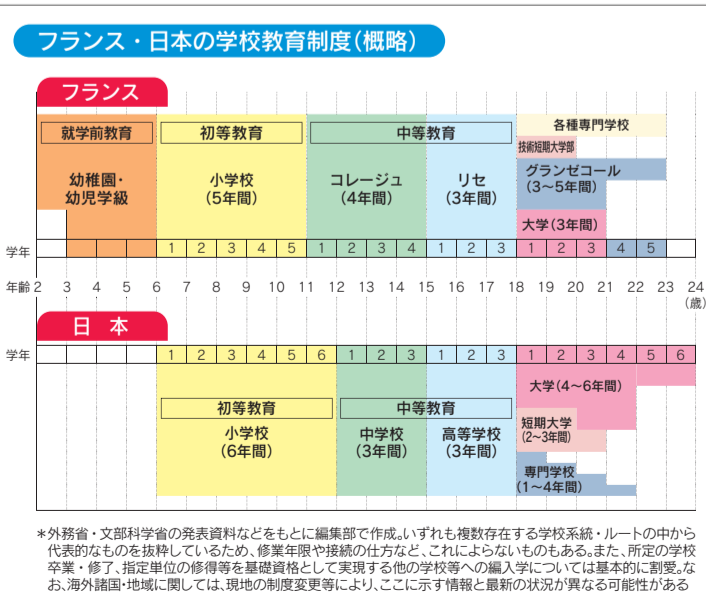 フランス・日本の学校教育制度(概略)
フランス
就学前教育 初等教育 中等教育 各種専門学校
技術短期大学部
幼稚園・幼児学級 小学校(5年間) コレージュ(4年間) リセ(3年間) グランゼコール(3〜5年間)
大学(3年間)
学年 1 2 3 4 5 1 2 3 4 1 2 3 1 2 3 4 5
年齢 2 3 4 5 6 7 8 9 10 11 12 13 14 15 16 17 18 19 20 21 22 23 24
(歳)
日 本
学年 1 2 3 4 5 6 1 2 3 1 2 3 1 2 3 4 5 6
大学(4〜6年間)
初等教育 中等教育
小学校(6年間) 中学校(3年間) 高等学校(3年間) 短期大学(2〜3年間)
専門学校(1〜4年間)
*外務省・文部科学省の発表資料などをもとに編集部で作成。いずれも複数存在する学校系統・ルートの中から
代表的なものを抜粋しているため、修業年限や接続の仕方など、これによらないものもある。また、所定の学校
卒業・修了、指定単位の修得等を基礎資格として実現する他の学校等への編入学については基本的に割愛。な
お、海外諸国・地域に関しては、現地の制度変更等により、ここに示す情報と最新の状況が異なる可能性がある